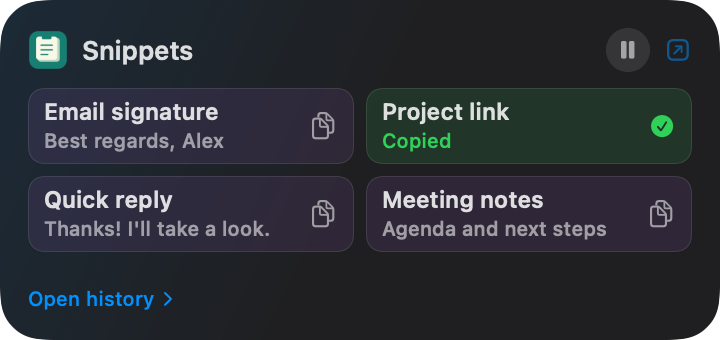 Snippets
Email signature
Best regards, Alex
Project link
Copied
Quick reply
Thanks! I'll take a look.
Meeting notes
Agenda and next steps
Open history